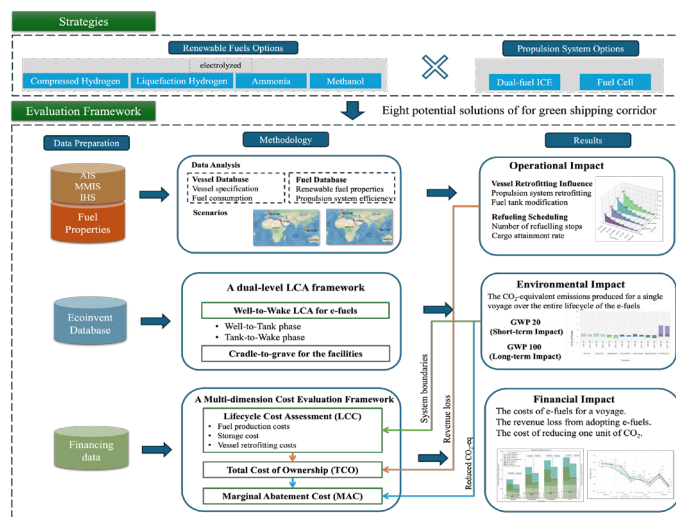 Strategies
Renewable Fuels Options
electrolyzed
Compressed Hydrogen
Liquefaction Hydrogen
Ammonia
Methanol
Propulsion System Options
Dual-fuel ICE
Fuel Cell
Evaluation Framework
Eight potential solutions of for green shipping corridor
Data Preparation
Methodology
Results
AIS
MMIS
IHS
Fuel
Properties
Data Analysis
Vessel Database
Vessel specification
Fuel consumption
Fuel Database
Renewable fuel properties
Propulsion system efficiency
Scenarios
Operational Impact
Vessel Retrofitting Influence
Propulsion system retrofitting
Fuel tank modification
Refueling Scheduling
Number of refuelling stops
Cargo attainment rate
Ecoinvent
Database
A dual-level LCA framework
Well-to-Wake LCA for e-fuels
• Well-to-Tank phase
• Tank-to-Wake phase
Cradle-to-grave for the facilities
Environmental Impact
The CO₂-equivalent emissions produced for a single
voyage over the entire lifecycle of the e-fuels
GWP 20
(Short-term Impact)
GWP 100
(Long-term Impact)
System boundaries
Revenue loss
Reduced CO₂-eq
Financing
data
A Multi-dimension Cost Evaluation Framework
Lifecycle Cost Assessment (LCC)
• Fuel production costs
• Storage cost
• Vessel retrofitting costs
Total Cost of Ownership (TCO)
Marginal Abatement Cost (MAC)
Financial Impact
The costs of e-fuels for a voyage.
The revenue loss from adopting e-fuels.
The cost of reducing one unit of CO₂.